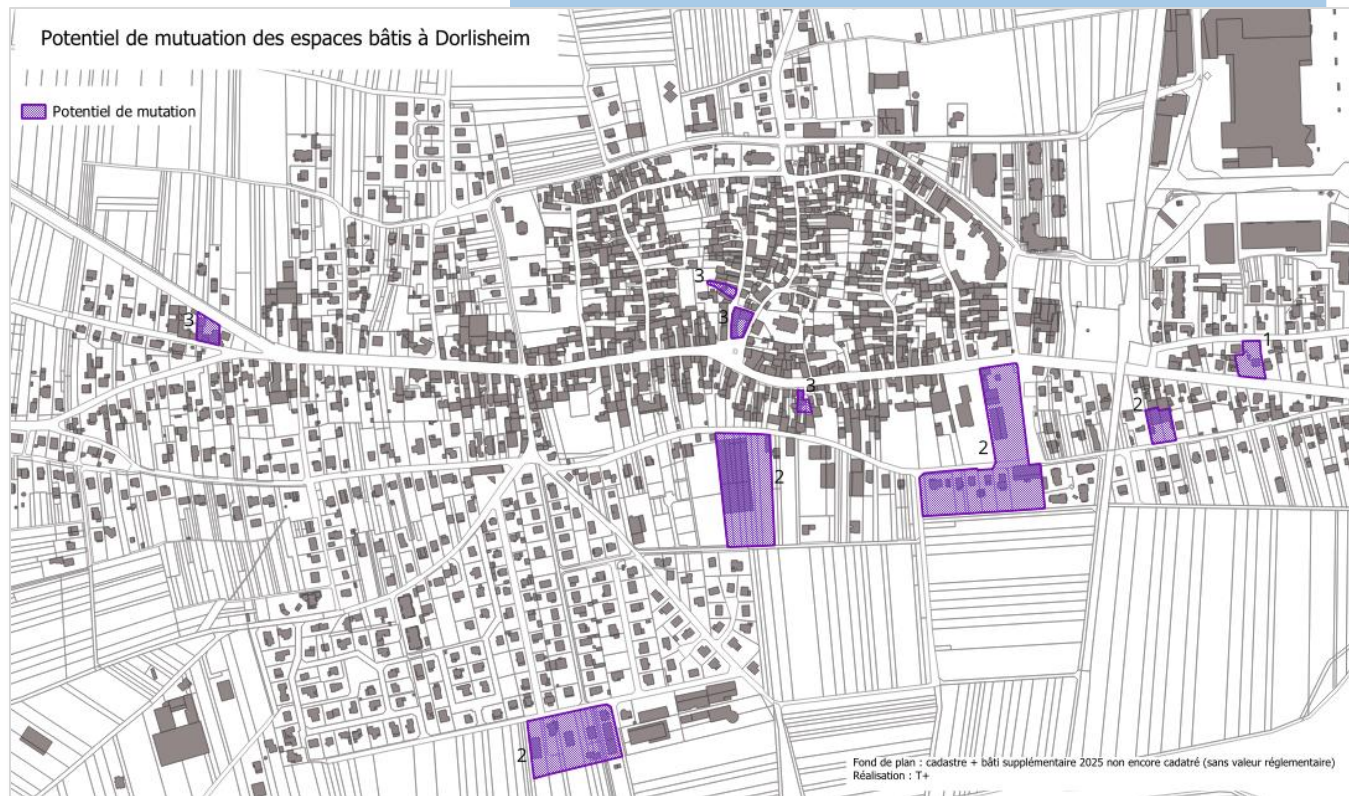 Potentiel de mutuation des espaces bâtis à Dorlisheim
Potentiel de mutation
3
3
3
1
3
2
2
2
2
Fond de plan : cadastre + bâti supplémentaire 2025 non encore cadatré (sans valeur réglementaire)
Réalisation : T+